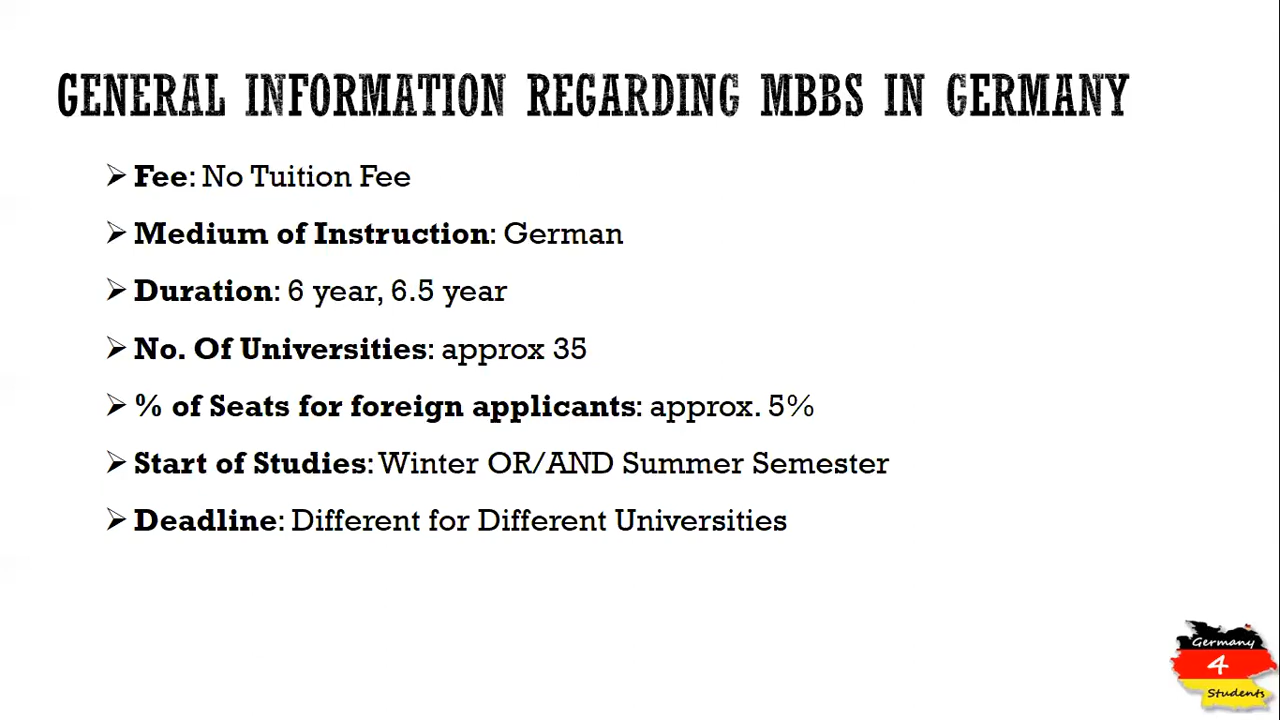 GENERAL INFORMATION REGARDING MBBS IN GERMANY
➢ Fee: No Tuition Fee
➢ Medium of Instruction: German
➢ Duration: 6 year, 6.5 year
➢ No. Of Universities: approx 35
➢ % of Seats for foreign applicants: approx. 5%
➢ Start of Studies: Winter OR/AND Summer Semester
➢ Deadline: Different for Different Universities
Germany
4
Students